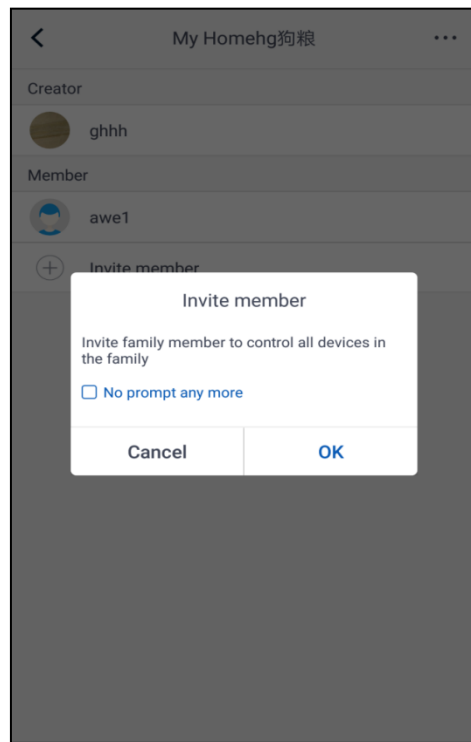 My Homehg狗粮
Creator
ghhh
Member
awe1
Invite member
Invite member
Invite family member to control all devices in
the family
No prompt any more
Cancel
OK